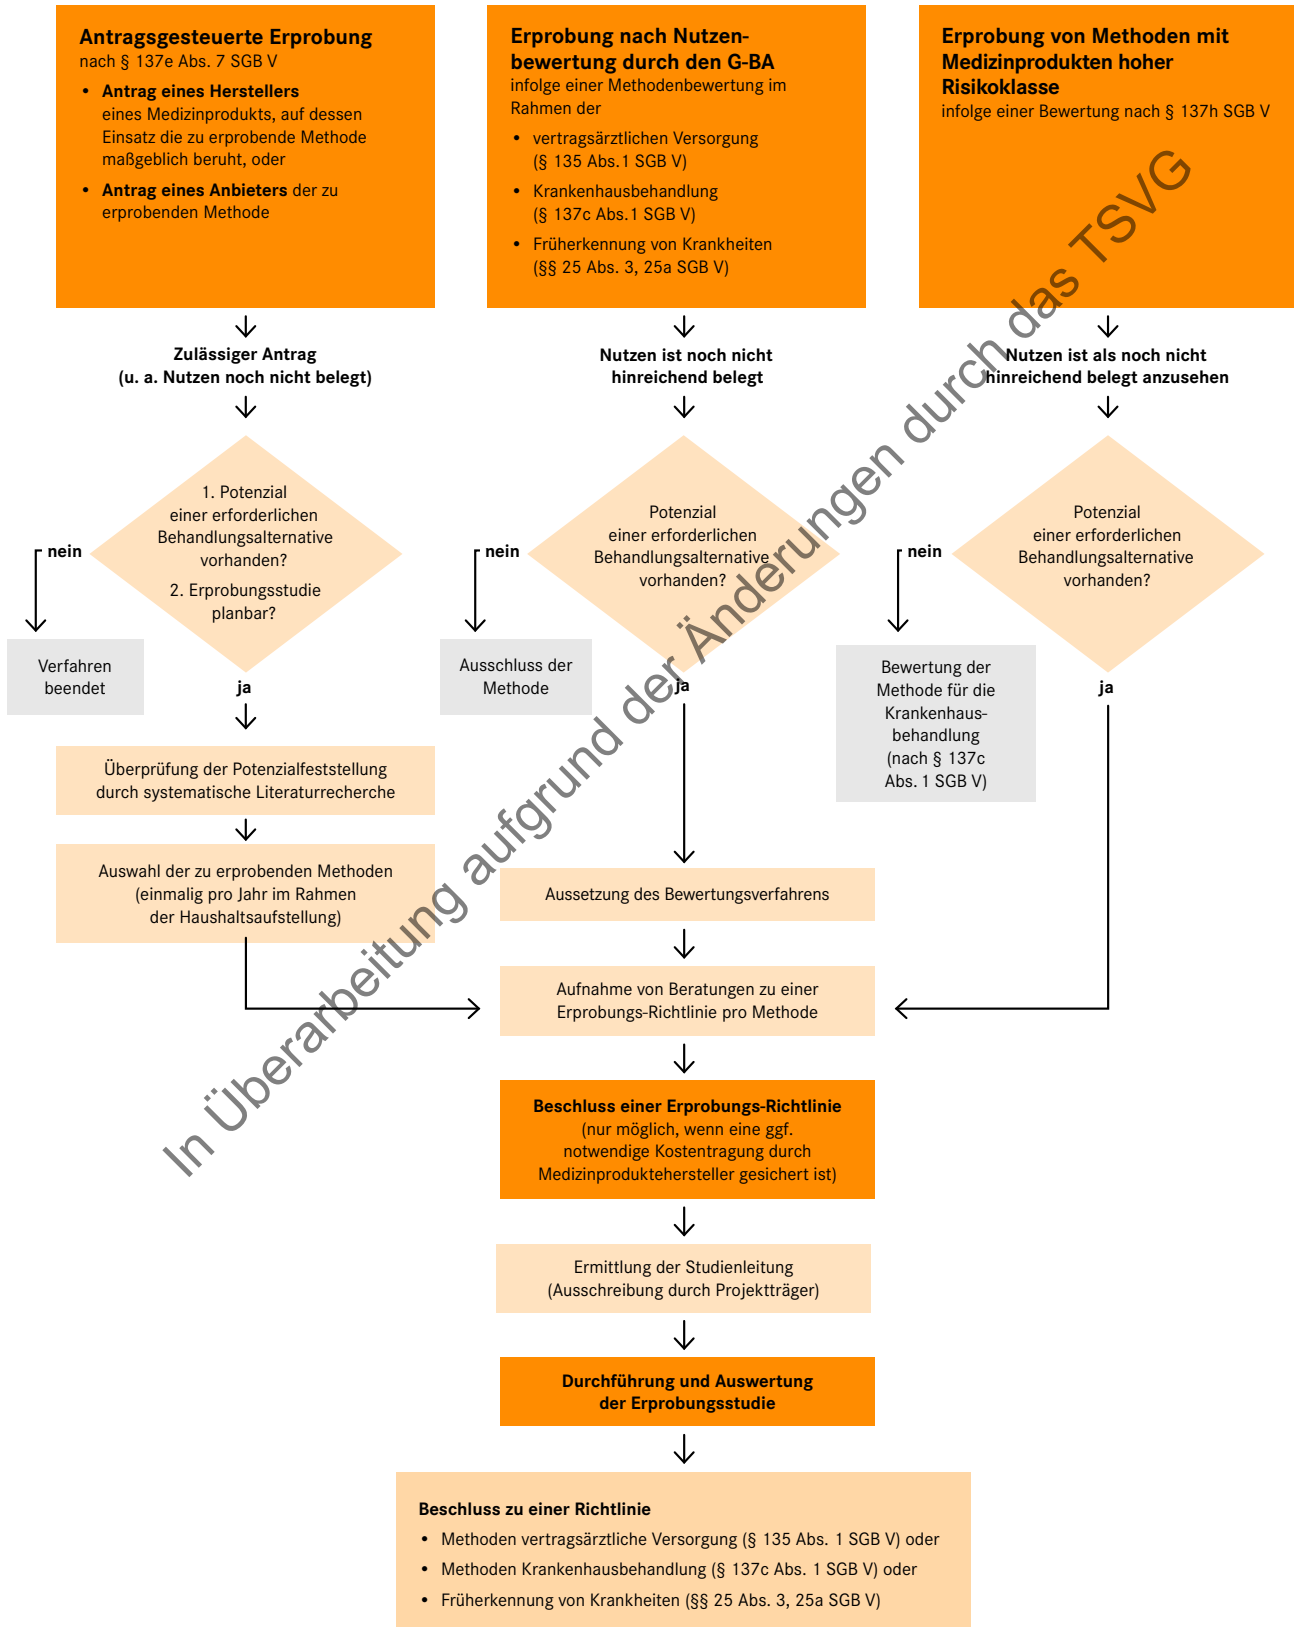 Antragsgesteuerte Erprobung
nach § 137e Abs. 7 SGB V
• Antrag eines Herstellers
eines Medizinprodukts, auf dessen
Einsatz die zu erprobende Methode
maßgeblich beruht, oder
• Antrag eines Anbieters der zu
erprobenden Methode
Erprobung nach Nutzen-
bewertung durch den G-BA
infolge einer Methodenbewertung im
Rahmen der
• vertragsärztlichen Versorgung
(§ 135 Abs.1 SGB V)
• Krankenhausbehandlung
(§ 137c Abs.1 SGB V)
• Früherkennung von Krankheiten
(§§ 25 Abs. 3, 25a SGB V)
Erprobung von Methoden mit
Medizinprodukten hoher
Risikoklasse
infolge einer Bewertung nach § 137h SGB V
Zulässiger Antrag
(u. a. Nutzen noch nicht belegt)
Nutzen ist noch nicht
hinreichend belegt
Nutzen ist als noch nicht
hinreichend belegt anzusehen
1. Potenzial
einer erforderlichen
Behandlungsalternative
vorhanden?
2. Erprobungsstudie
planbar?
nein
Verfahren
beendet
ja
Potenzial
einer erforderlichen
Behandlungsalternative
vorhanden?
nein
Ausschluss der
Methode
ja
Potenzial
einer erforderlichen
Behandlungsalternative
vorhanden?
nein
Bewertung der
Methode für die
Krankenhaus-
behandlung
(nach § 137c
Abs. 1 SGB V)
ja
Überprüfung der Potenzialfeststellung
durch systematische Literaturrecherche
Auswahl der zu erprobenden Methoden
(einmalig pro Jahr im Rahmen
der Haushaltsaufstellung)
Aussetzung des Bewertungsverfahrens
Aufnahme von Beratungen zu einer
Erprobungs-Richtlinie pro Methode
Beschluss einer Erprobungs-Richtlinie
(nur möglich, wenn eine ggf.
notwendige Kostentragung durch
Medizinproduktehersteller gesichert ist)
Ermittlung der Studienleitung
(Ausschreibung durch Projektträger)
Durchführung und Auswertung
der Erprobungsstudie
Beschluss zu einer Richtlinie
• Methoden vertragsärztliche Versorgung (§ 135 Abs. 1 SGB V) oder
• Methoden Krankenhausbehandlung (§ 137c Abs. 1 SGB V) oder
• Früherkennung von Krankheiten (§§ 25 Abs. 3, 25a SGB V)
In Überarbeitung aufgrund der Änderungen durch das TSVG